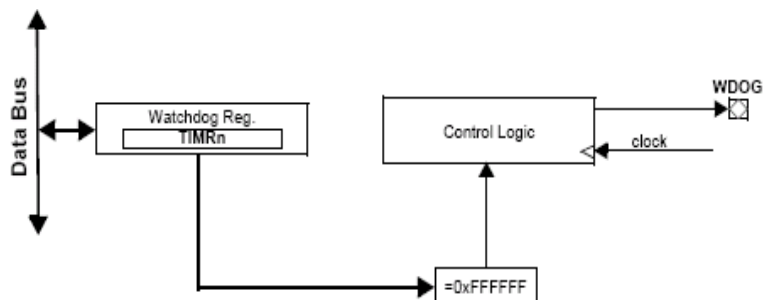 Data Bus
Watchdog Reg.
TIMRn
Control Logic
WDOG
clock
=0xFFFFFF